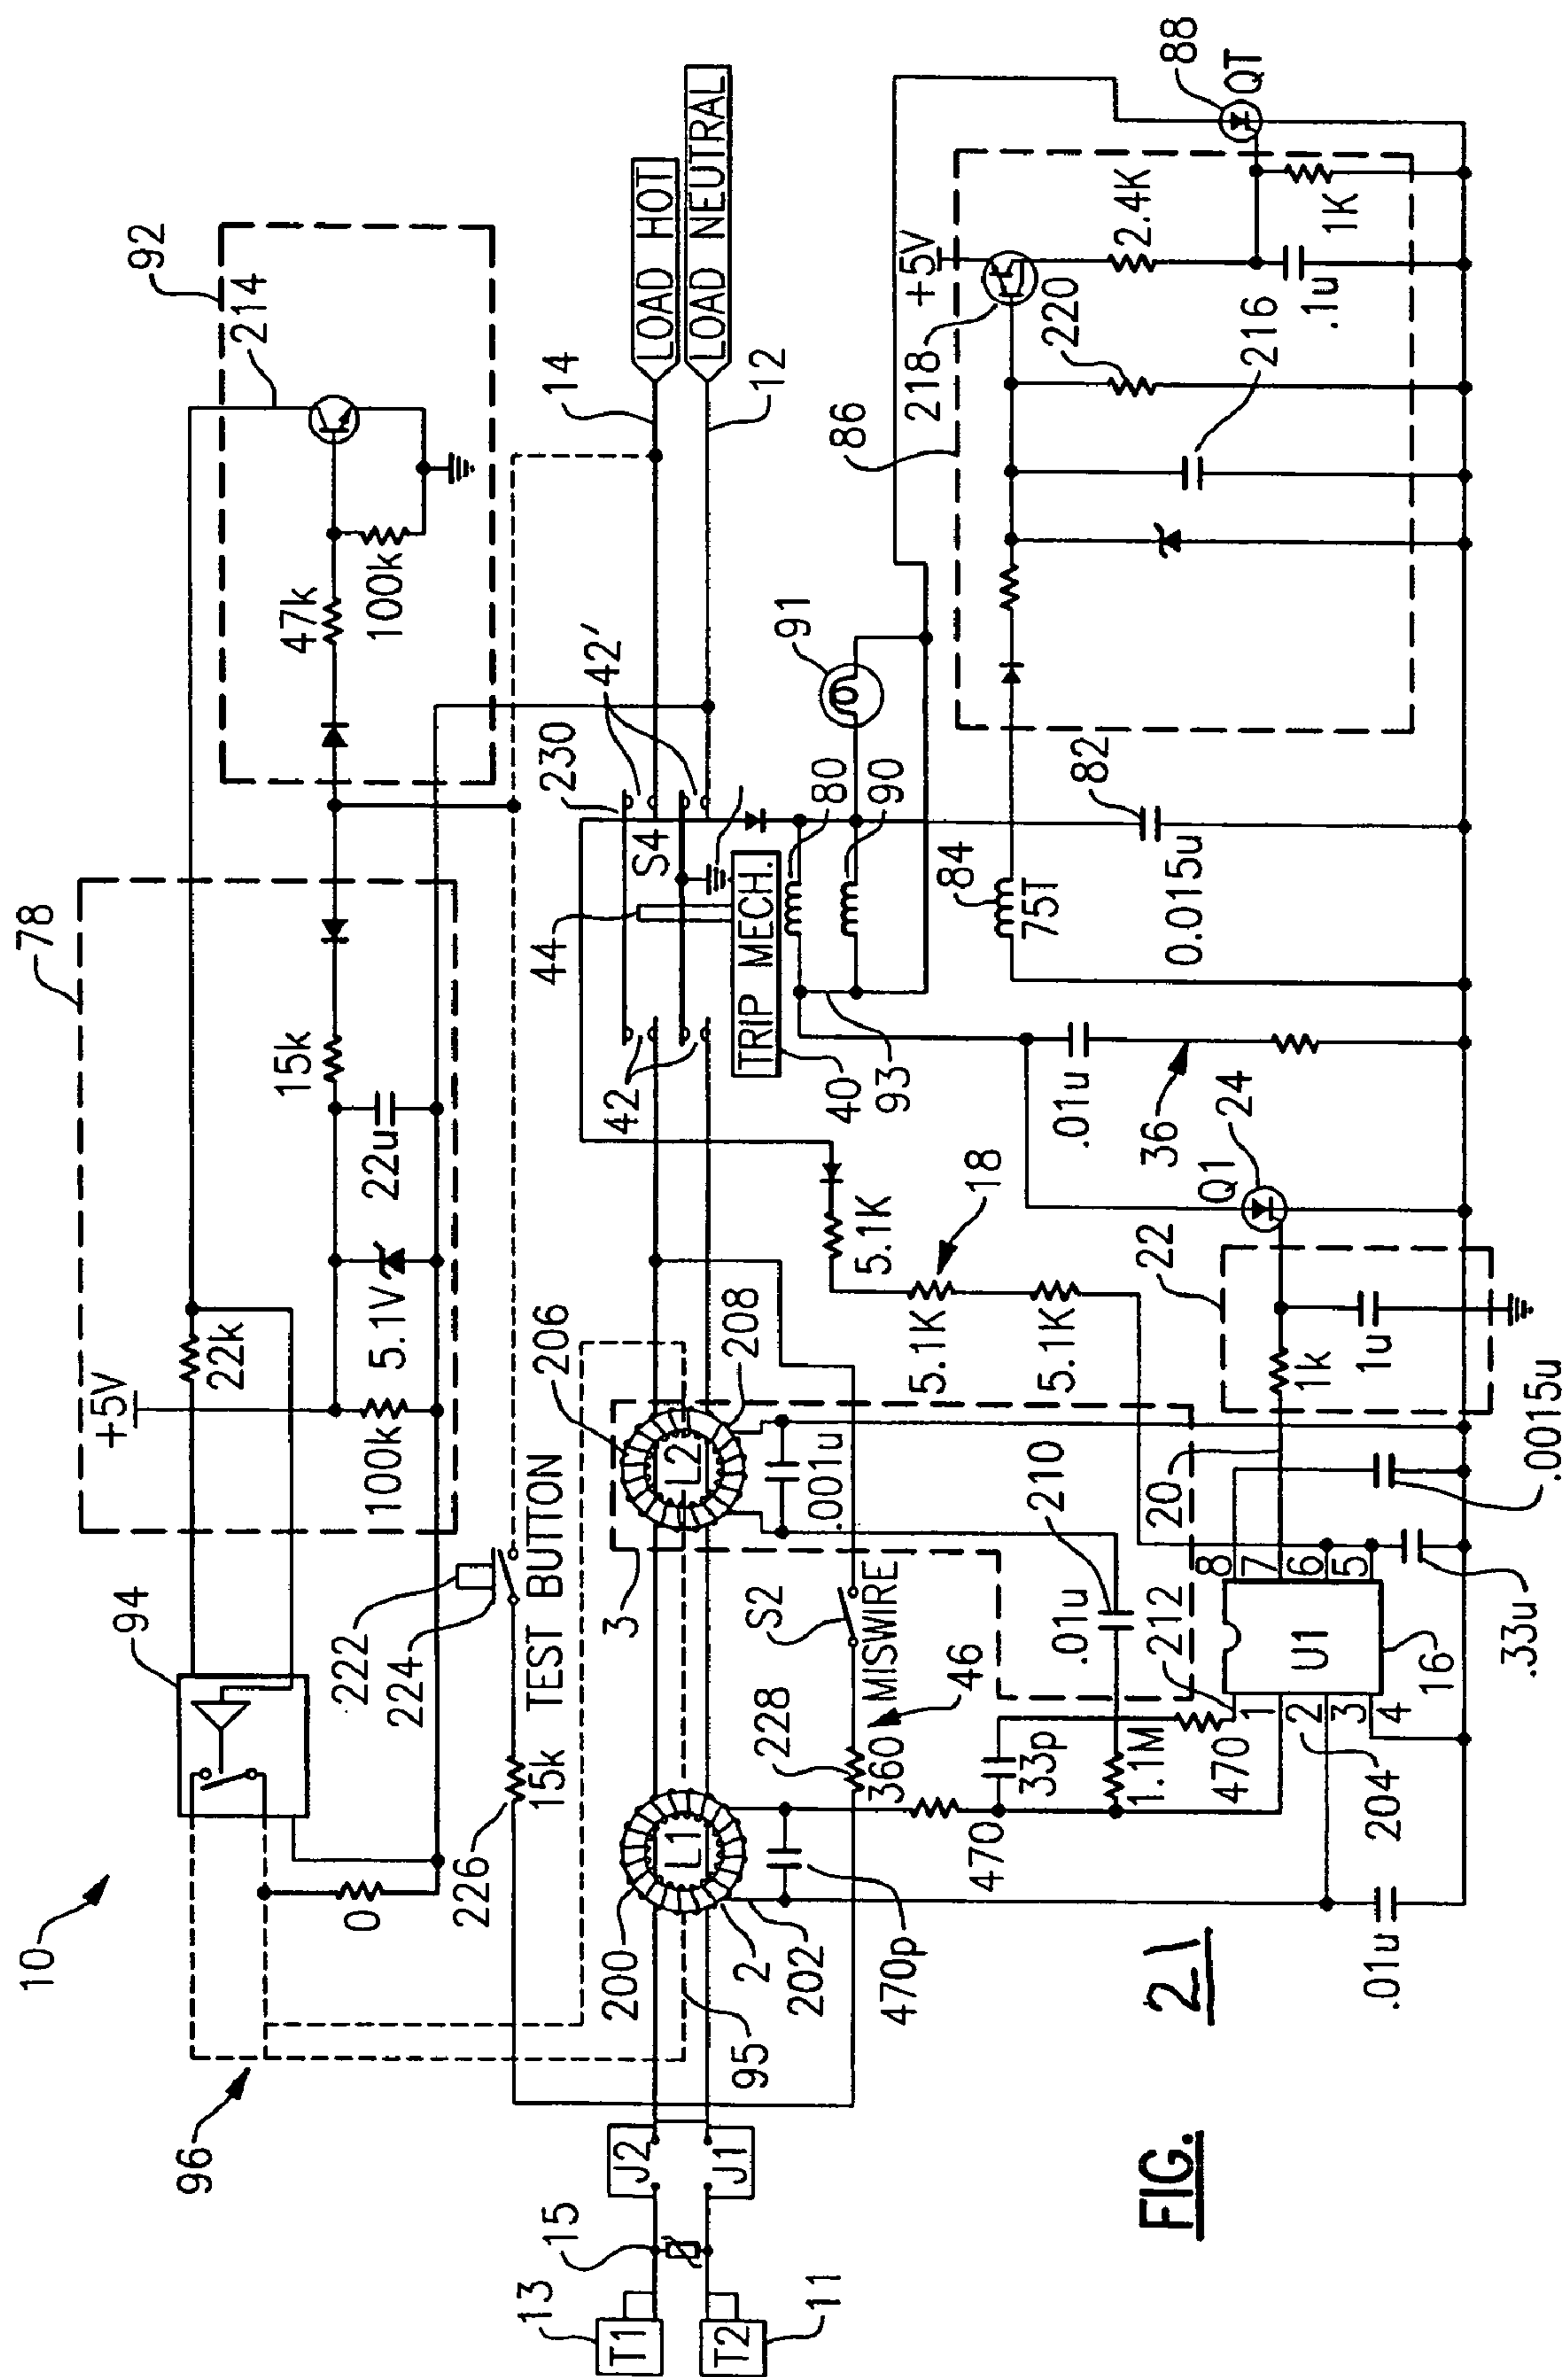 10
78
92
214
94
+5V
22k
15k
47k
100k
22u
5.1V
100k
0
96
222
224
TEST BUTTON
15k
226
206
208
3
44
230
42'
S4
14
LOAD HOT
LOAD NEUTRAL
12
13
T1
15
J2
J1
T2
11
200
L1
L2
2
202
95
470p
228
360
46
MISWIRE
S2
.001u
210
.01u
42
TRIP MECH.
40
93
80
90
91
5.1K
18
5.1K
5.1K
84
75T
82
0.015u
86
218
+5V
220
216
2.4K
.1u
1K
88
QT
470
33p
1.1M
470
212
204
1
2
3
4
U1
8
7
6
5
16
20
22
1k
1u
Q1
24
36
.01u
.01u
.33u
.0015u
FIG. 21